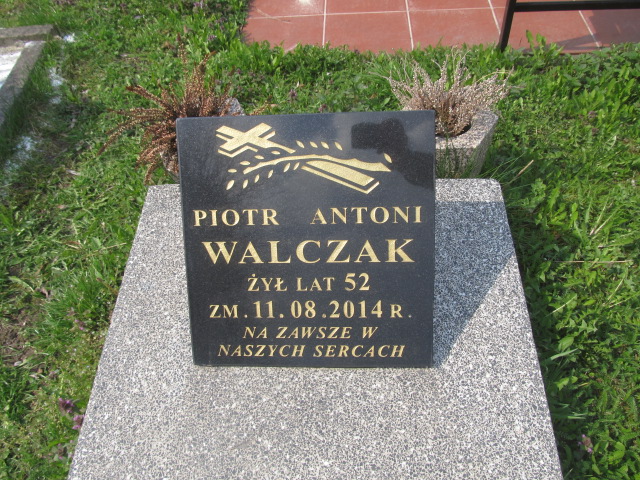 PIOTR ANTONI
WALCZAK
ŻYŁ LAT 52
ZM. 11.08.2014 R.
NA ZAWSZE W
NASZYCH SERCACH